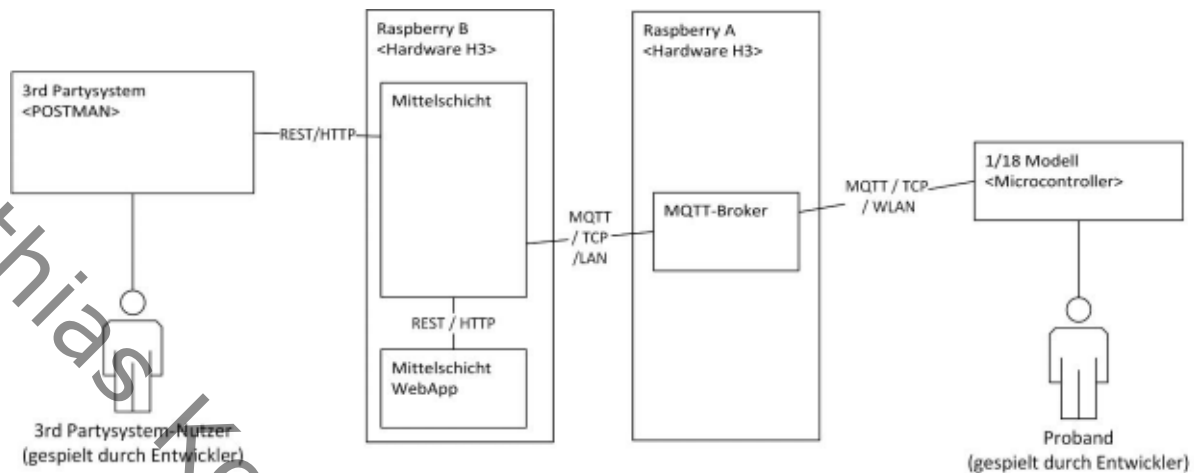 3rd Partysystem
<POSTMAN>
REST/HTTP
Raspberry B
<Hardware H3>
Mittelschicht
REST / HTTP
Mittelschicht
WebApp
MQTT
/ TCP
/LAN
Raspberry A
<Hardware H3>
MQTT-Broker
MQTT / TCP
/ WLAN
1/18 Modell
<Microcontroller>
3rd Partysystem-Nutzer
(gespielt durch Entwickler)
Proband
(gespielt durch Entwickler)
thias